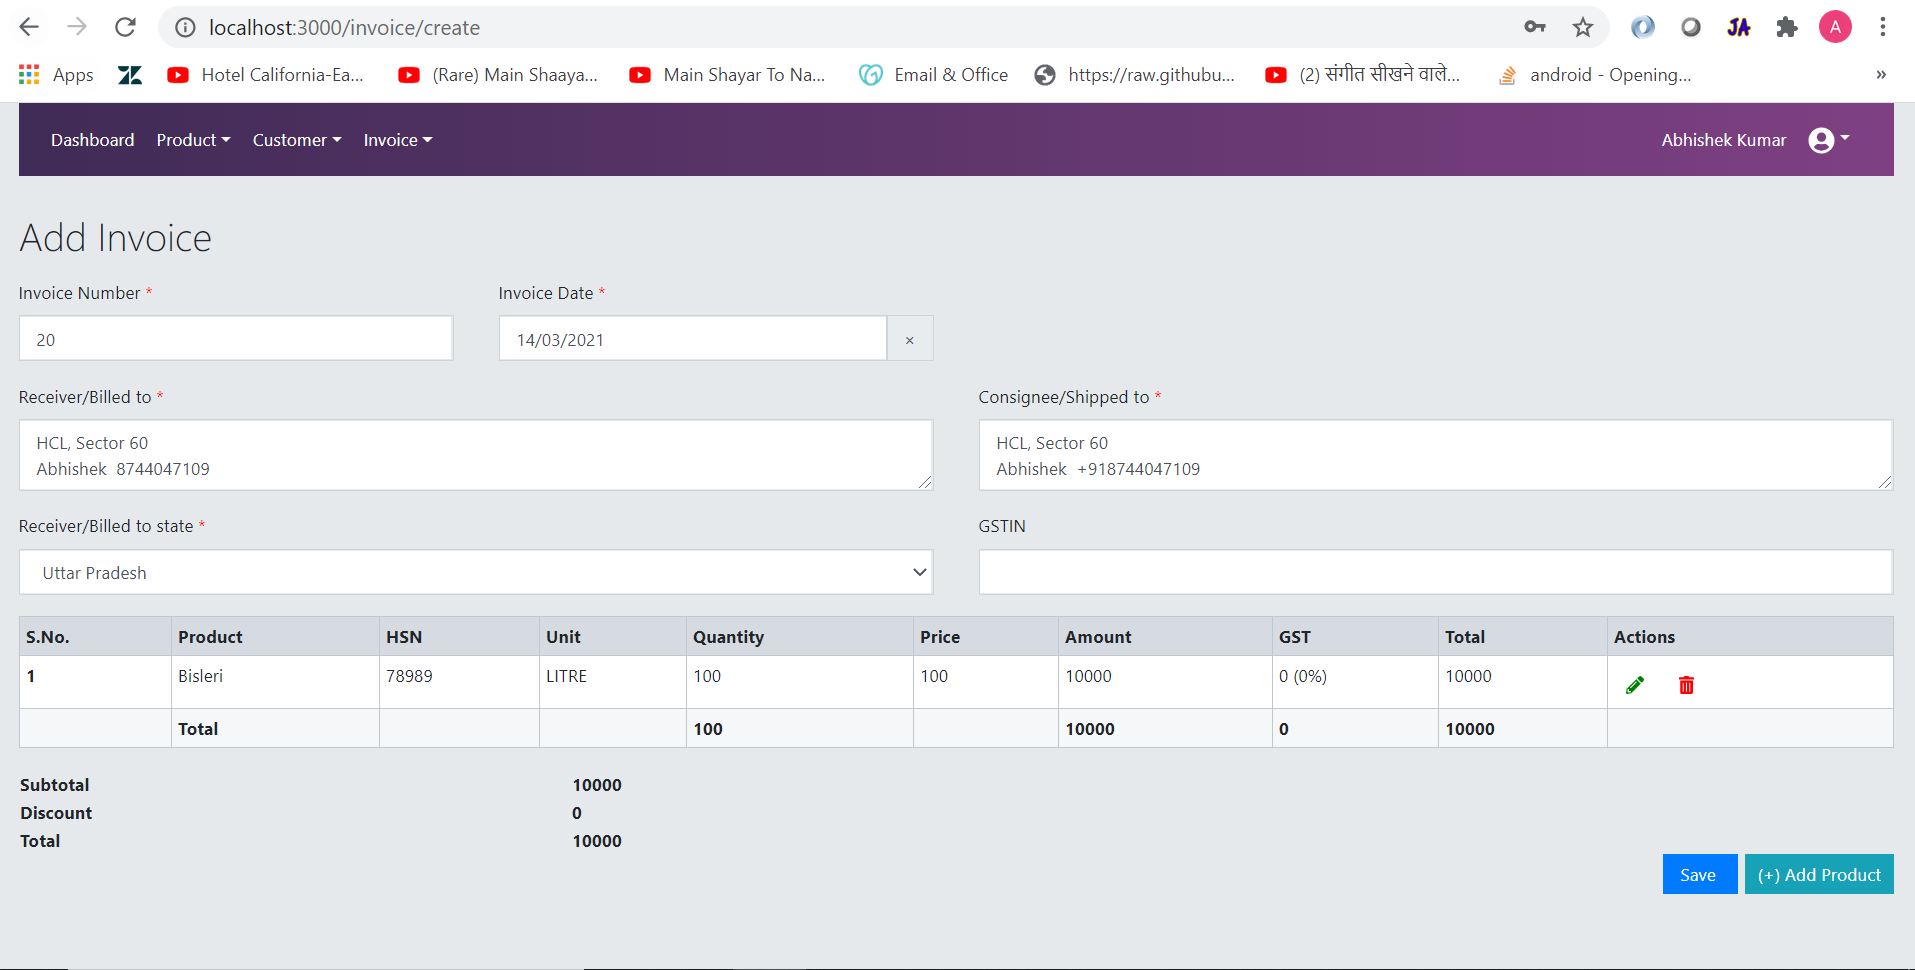 localhost:3000/invoice/create
A
JA
Apps
Hotel California-Ea...
(Rare) Main Shaaya...
Main Shayar To Na...
Email & Office
https://raw.githubu...
(2) संगीत सीखने वाले...
android - Opening...
»
Dashboard Product Customer Invoice
Abhishek Kumar
Add Invoice
Invoice Number *
Invoice Date *
20
14/03/2021
×
Receiver/Billed to *
Consignee/Shipped to *
HCL, Sector 60
Abhishek 8744047109
HCL, Sector 60
Abhishek +918744047109
Receiver/Billed to state *
GSTIN
Uttar Pradesh
S.No. Product HSN Unit Quantity Price Amount GST Total Actions
1 Bisleri 78989 LITRE 100 100 10000 0 (0%) 10000
Total 100 10000 0 10000
Subtotal 10000
Discount 0
Total 10000
Save
(+) Add Product